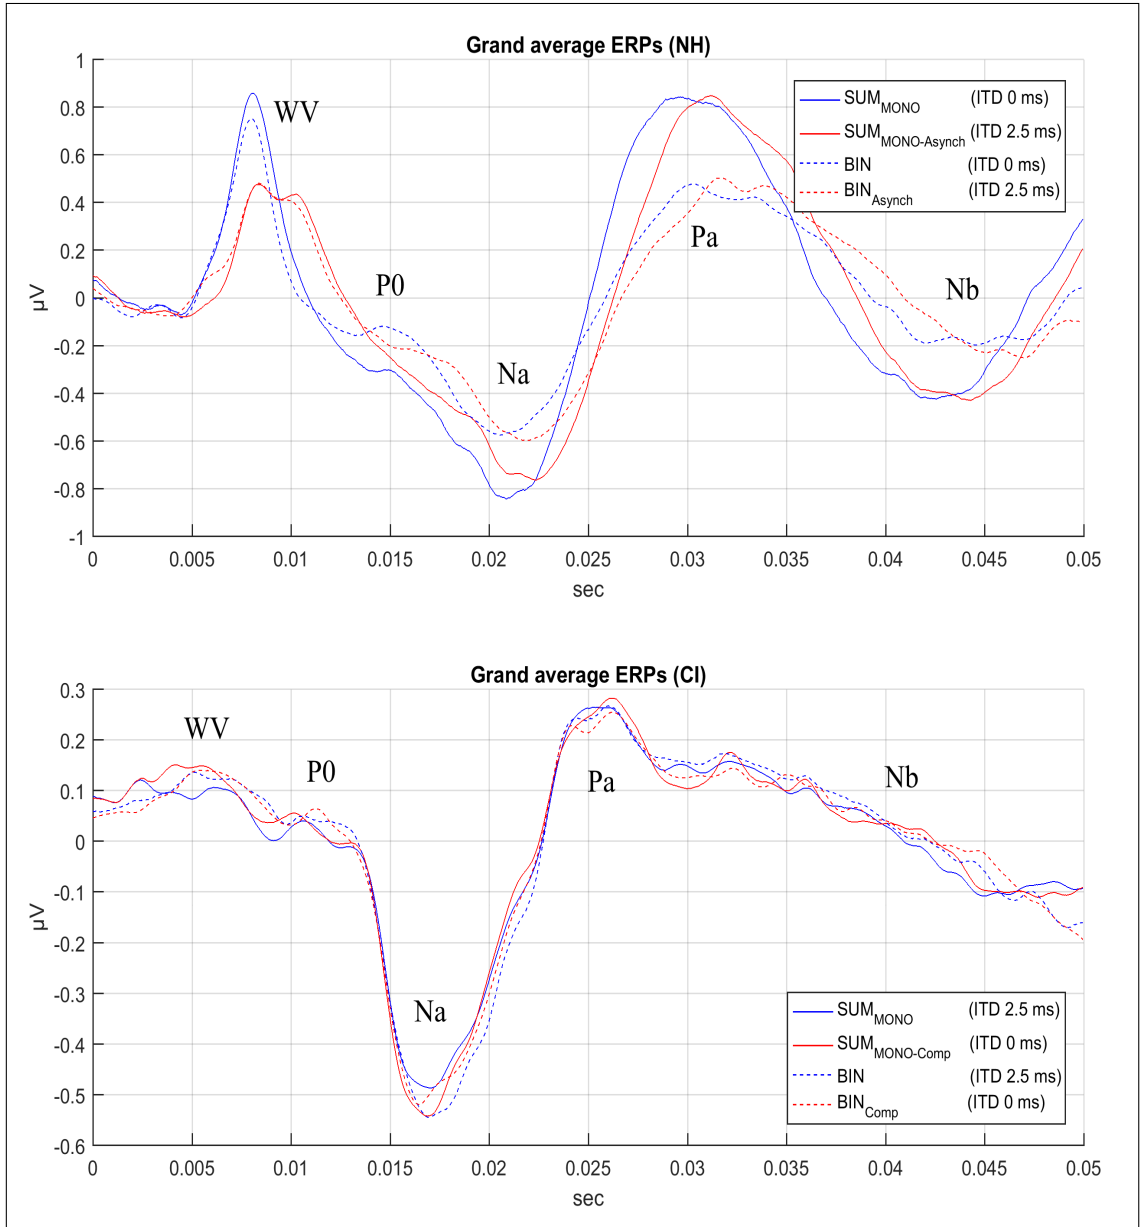 Grand average ERPs (NH)
1
0.8
0.6
0.4
0.2
0
-0.2
-0.4
-0.6
-0.8
-1
µV
WV
P0
Na
Pa
Nb
SUMMONO (ITD 0 ms)
SUMMONO-Asynch (ITD 2.5 ms)
BIN (ITD 0 ms)
BINAsynch (ITD 2.5 ms)
0 0.005 0.01 0.015 0.02 0.025 0.03 0.035 0.04 0.045 0.05
sec
Grand average ERPs (CI)
0.3
0.2
0.1
0
-0.1
-0.2
-0.3
-0.4
-0.5
-0.6
µV
WV
P0
Na
Pa
Nb
SUMMONO (ITD 2.5 ms)
SUMMONO-Comp (ITD 0 ms)
BIN (ITD 2.5 ms)
BINComp (ITD 0 ms)
0 0.005 0.01 0.015 0.02 0.025 0.03 0.035 0.04 0.045 0.05
sec